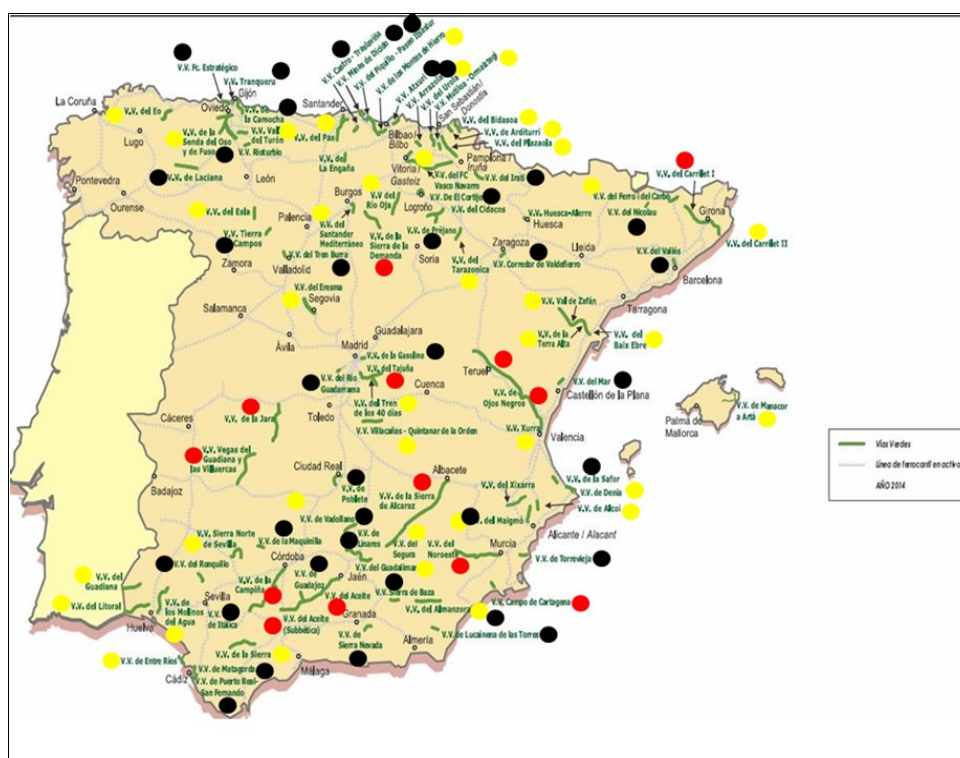 V.V. Castro - Traslaviña
V.V. Minas de Dícido
V.V. del Piquillo - Paseo Itsaslur
V.V. de los Montes de Hierro
V.V. Atxuri
V.V. Arrazola
V.V. del Urola
V.V. Mutiloa - Ormaiztegi
San Sebastián/
Donostia
V.V. Fc. Estratégico
V.V. Tranqueru
Gijón
La Coruña
V.V. del Eo
Oviedo
V.V. de
la Camocha
Santander
V.V. del Bidasoa
V.V. de Arditurri
V.V. del Plazaola
Lugo
V.V. de la
Senda del Oso
y de Fuso
V.V. Valle
del Turón
V.V. del Pas
Bilbao/
Bilbo
V.V. Rioturbio
V.V. de
La Engaña
Vitoria/
Gasteiz
Pamplona/
Iruña
V.V. del Carrilet I
Pontevedra
V.V. de Laciana
León
V.V. del FC
Vasco Navarro
V.V. del Irati
V.V. del Ferro i del Carbó
Girona
Ourense
Burgos
V.V. del
Río Oja
V.V. De El Cortijo
Logroño
V.V. del Cidacos
V.V. Huesca-Alerre
Huesca
V.V. del Nicolau
V.V. del Esla
Palencia
V.V. del
Santander
Mediterráneo
V.V. de la
Sierra de la
Demanda
V.V. de Préjano
Soria
Zaragoza
Lleida
V.V. del Carrilet II
V.V. Tierra
Campos
V.V. del Tren Burra
V.V. del
Tarazonica
V.V. Corredor de Valdefierro
V.V. del Vallés
Barcelona
Zamora
Valladolid
V.V. del Eresma
Segovia
V.V. Val de Zafán
Tarragona
Salamanca
Ávila
Guadalajara
V.V. de la
Terra Alta
V.V. del
Baix Ebre
Madrid
V.V. de la Gasolina
V.V. del Tajuña
Teruel
V.V. del Río
Guadarrama
Cuenca
V.V. del Mar
Castellón de la Plana
V.V. de
Ojos Negros
Toledo
V.V. del Tren
de los 40 días
V.V. de Manacor
a Artá
Palma de
Mallorca
Cáceres
V.V. de la Jara
V.V. Villacañas - Quintanar de la Orden
V.V. Xurra
Valencia
Vías Verdes
V.V. Vegas del
Guadiana y
las Villuercas
Línea de ferrocarril en activo
AÑO 2014
Badajoz
Ciudad Real
V.V. de
Poblete
Albacete
V.V. de la Sierra
de Alcaraz
V.V. del Xixarra
V.V. de la Safor
V.V. de Denia
V.V. de Alcoi
V.V. de Vadollano
V.V. del Maigmó
Alicante / Alacant
V.V. Sierra Norte
de Sevilla
V.V. de la Maquinilla
V.V. de
Linares
V.V. del
Segura
V.V. del
Noroeste
Murcia
V.V. de Torrevieja
V.V. del Ronquillo
Córdoba
V.V. del Guadalimar
V.V. del
Guadiana
V.V. de la
Campiña
V.V. de
Guadajoz
Jaén
V.V. Sierra de Baza
V.V. del Litoral
V.V. de
los Molinos
del Agua
Sevilla
V.V. del Aceite
V.V. del Almanzora
V.V. Campo de Cartagena
Huelva
V.V.
de Itálica
V.V. del Aceite
(Subbética)
Granada
V.V. de Lucainena de las Torres
V.V. de Entre Ríos
V.V. de la Sierra
V.V. de
Sierra Nevada
Almería
Cádiz
V.V. de Matagorda
Málaga
V.V. de Puerto Real-
San Fernando